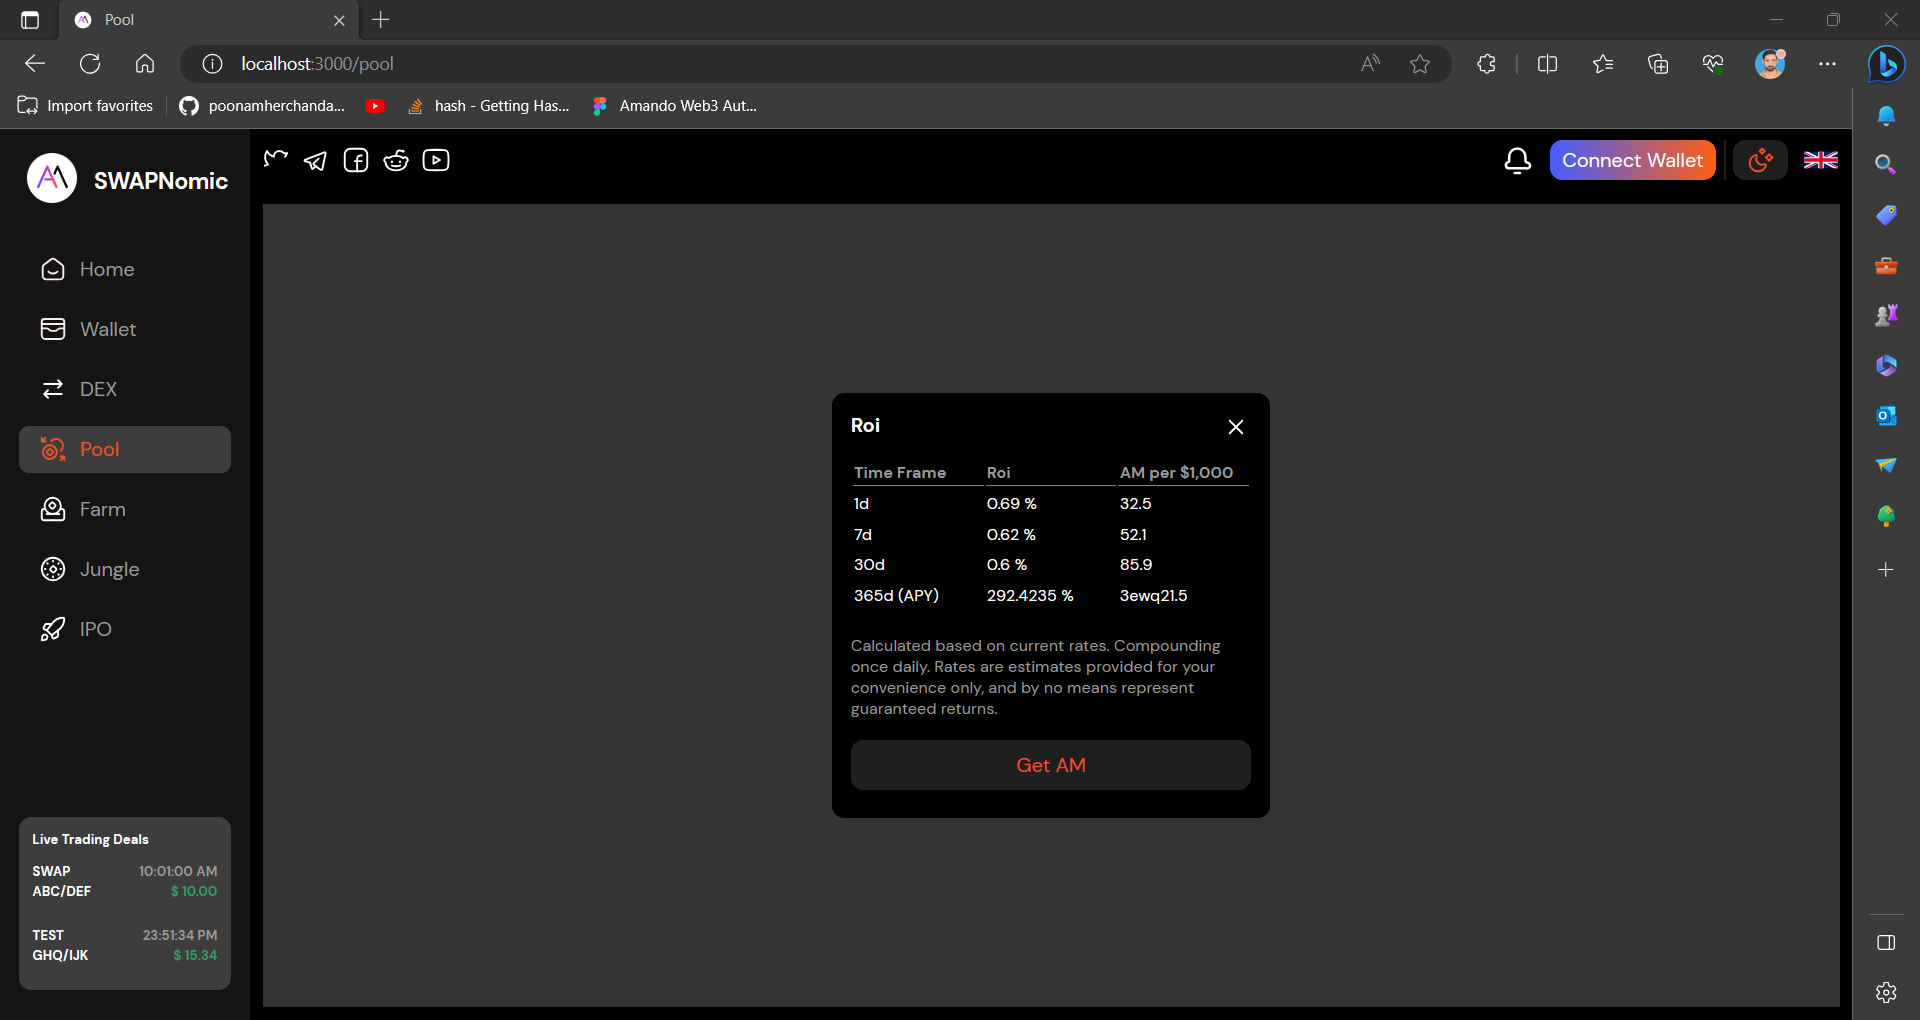 Pool
localhost:3000/pool
Import favorites
poonamherchanda...
hash - Getting Has...
Amando Web3 Aut...
SWAPNomic
Connect Wallet
Home
Wallet
DEX
Pool
Farm
Jungle
IPO
Live Trading Deals
SWAP 10:01:00 AM
ABC/DEF $ 10.00
TEST 23:51:34 PM
GHQ/IJK $ 15.34
Roi
Time Frame Roi AM per $1,000
1d 0.69 % 32.5
7d 0.62 % 52.1
30d 0.6 % 85.9
365d (APY) 292.4235 % 3ewq21.5
Calculated based on current rates. Compounding
once daily. Rates are estimates provided for your
convenience only, and by no means represent
guaranteed returns.
Get AM